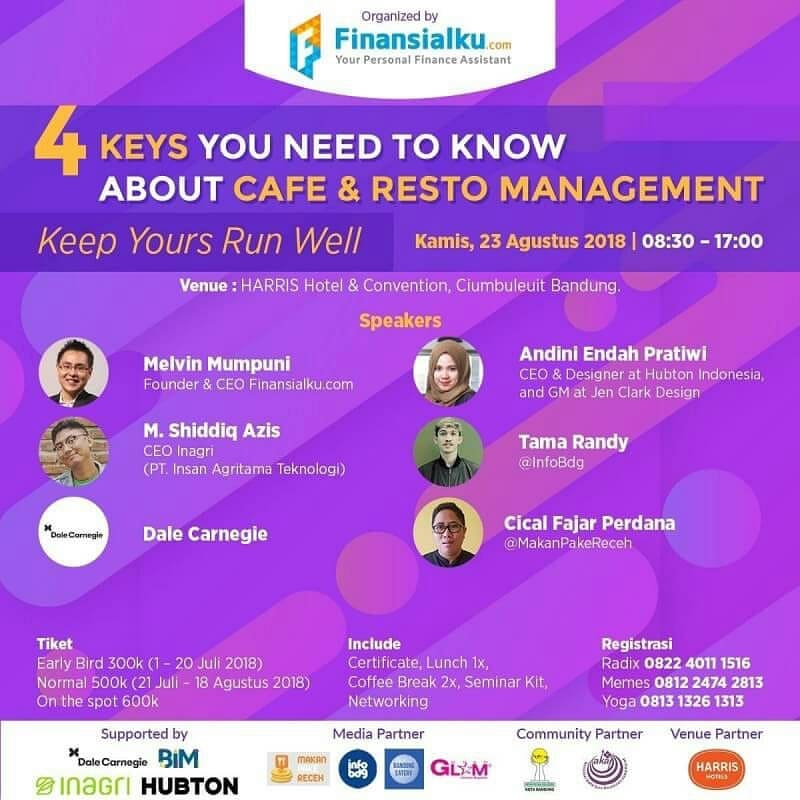 Organized by
Finansialku.com
Your Personal Finance Assistant
4 KEYS YOU NEED TO KNOW
ABOUT CAFE & RESTO MANAGEMENT
Keep Yours Run Well
Kamis, 23 Agustus 2018 | 08:30 – 17:00
Venue : HARRIS Hotel & Convention, Ciumbuleuit Bandung.
Speakers
Melvin Mumpuni
Founder & CEO Finansialku.com
Andini Endah Pratiwi
CEO & Designer at Hubton Indonesia,
and GM at Jen Clark Design
M. Shiddiq Azis
CEO Inagri
(PT. Insan Agritama Teknologi)
Tama Randy
@InfoBdg
Dale Carnegie
Dale Carnegie
Cical Fajar Perdana
@MakanPakeReceh
Tiket
Early Bird 300k (1 – 20 Juli 2018)
Normal 500k (21 Juli – 18 Agustus 2018)
On the spot 600k
Include
Certificate, Lunch 1x,
Coffee Break 2x, Seminar Kit,
Networking
Registrasi
Radix 0822 4011 1516
Memes 0812 2474 2813
Yoga 0813 1326 1313
Supported by
Dale Carnegie
BiM
inagri
HUBTON
Media Partner
MAKAN
PAKE
RECEH
info
bdg
BANDUNG
EATERY
GLAM
Community Partner
KOTA BANDUNG
akar
Venue Partner
HARRIS
HOTELS